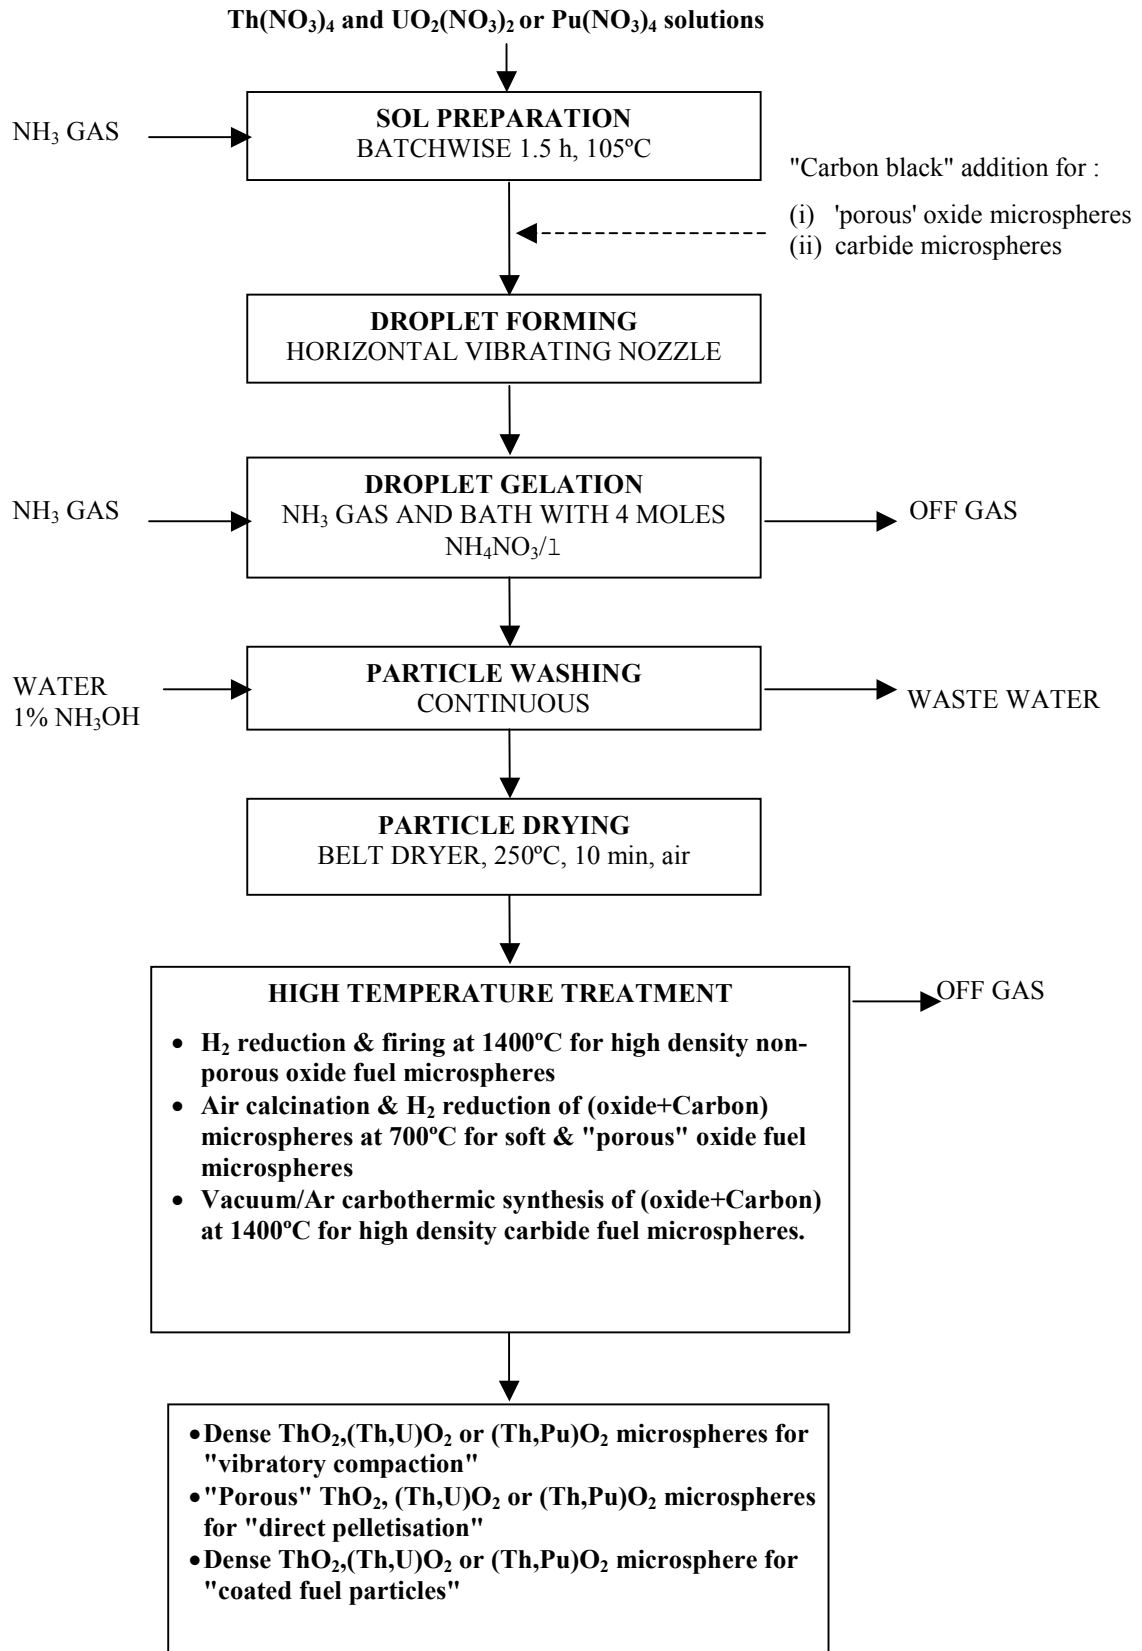 Th(NO₃)₄ and UO₂(NO₃)₂ or Pu(NO₃)₄ solutions
NH₃ GAS
SOL PREPARATION
BATCHWISE 1.5 h, 105ºC
"Carbon black" addition for :
(i) 'porous' oxide microspheres
(ii) carbide microspheres
DROPLET FORMING
HORIZONTAL VIBRATING NOZZLE
NH₃ GAS
DROPLET GELATION
NH₃ GAS AND BATH WITH 4 MOLES
NH₄NO₃/l
OFF GAS
WATER
1% NH₃OH
PARTICLE WASHING
CONTINUOUS
WASTE WATER
PARTICLE DRYING
BELT DRYER, 250ºC, 10 min, air
HIGH TEMPERATURE TREATMENT
OFF GAS
• H₂ reduction & firing at 1400ºC for high density non-
porous oxide fuel microspheres
• Air calcination & H₂ reduction of (oxide+Carbon)
microspheres at 700ºC for soft & "porous" oxide fuel
microspheres
• Vacuum/Ar carbothermic synthesis of (oxide+Carbon)
at 1400ºC for high density carbide fuel microspheres.
•Dense ThO₂,(Th,U)O₂ or (Th,Pu)O₂ microspheres for
"vibratory compaction"
•"Porous" ThO₂, (Th,U)O₂ or (Th,Pu)O₂ microspheres
for "direct pelletisation"
•Dense ThO₂,(Th,U)O₂ or (Th,Pu)O₂ microsphere for
"coated fuel particles"